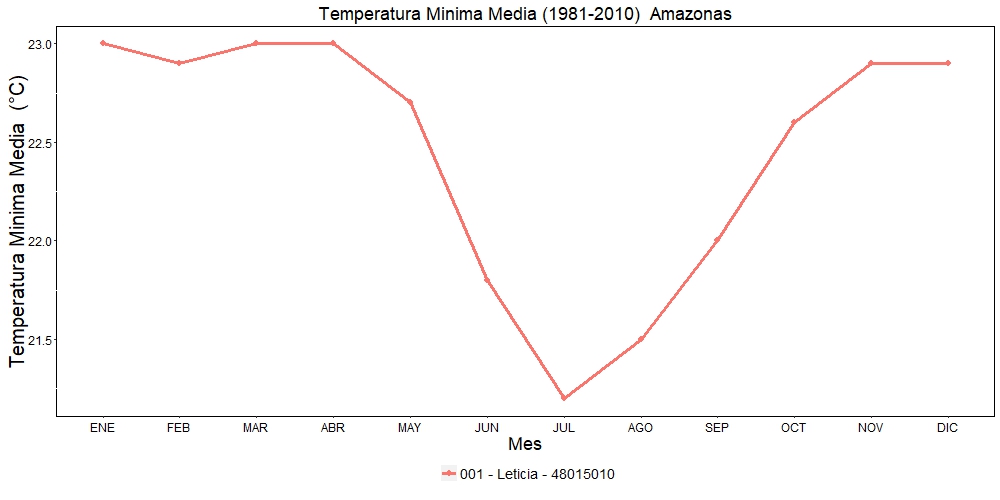 Temperatura Minima Media (1981-2010)  Amazonas
Temperatura Minima Media  (°C)
23.0
22.5
22.0
21.5
ENE FEB MAR ABR MAY JUN JUL AGO SEP OCT NOV DIC
Mes
001 - Leticia - 48015010